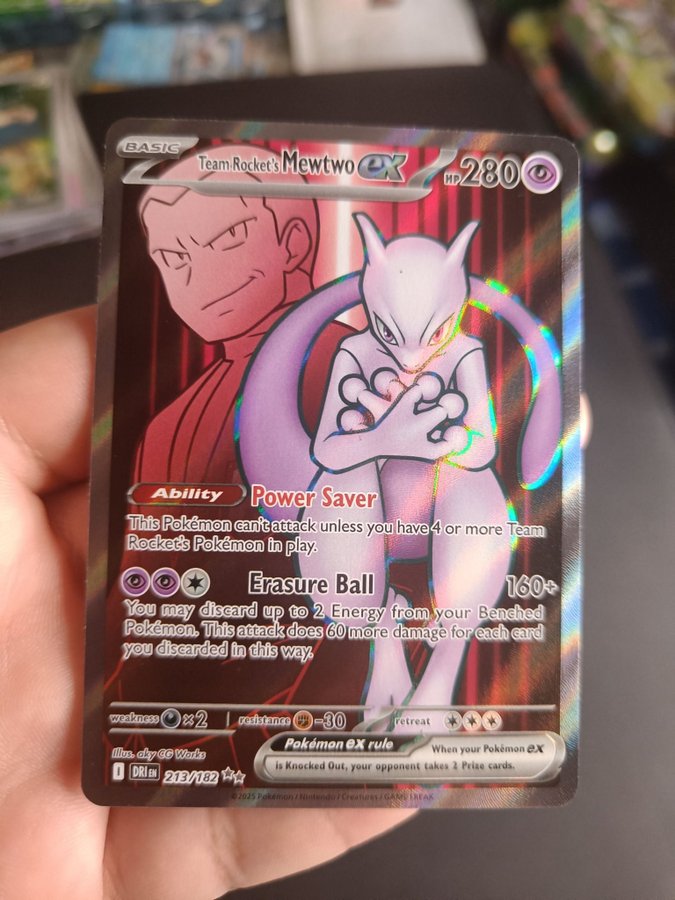 BASIC
Team Rocket's Mewtwo ex HP 280
Ability Power Saver
This Pokémon can't attack unless you have 4 or more Team
Rocket's Pokémon in play.
Erasure Ball 160+
You may discard up to 2 Energy from your Benched
Pokémon. This attack does 60 more damage for each card
you discarded in this way.
weakness ×2 resistance -30 retreat
Illus. aky CG Works
Pokémon ex rule When your Pokémon ex
is Knocked Out, your opponent takes 2 Prize cards.
I DRI EN 213/182
©2025 Pokémon / Nintendo / Creatures / GAME FREAK